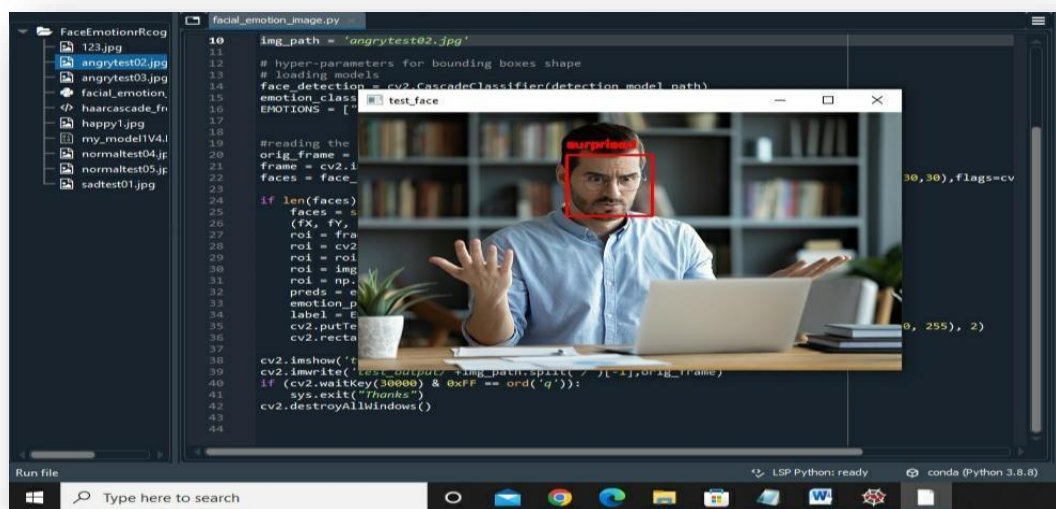 facial_emotion_image.py
FaceEmotionrRcog
123.jpg
angrytest02.jpg
angrytest03.jpg
facial_emotion_
haarcascade_fre
happy1.jpg
my_model1V4.l
normaltest04.jp
normaltest05.jp
sadtest01.jpg
10 img_path = 'angrytest02.jpg'
11
12 # hyper-parameters for bounding boxes shape
13 # loading models
14 face_detection = cv2.CascadeClassifier(detection_model_path)
15 emotion_class
16 EMOTIONS = ["
17
18
19 #reading the
20 orig_frame =
21 frame = cv2.i
22 faces = face_ 30,30),flags=cv
23
24 if len(faces)
25 faces = s
26 (fX, fY,
27 roi = fra
28 roi = cv2
29 roi = roi
30 roi = img
31 roi = np.
32 preds = e
33 emotion_p
34 label = E
35 cv2.putTe 0, 255), 2)
36 cv2.recta
37
38 cv2.imshow('t
39 cv2.imwrite('test_output/'+img_path.split('/')[-1],orig_frame)
40 if (cv2.waitKey(30000) & 0xFF == ord('q')):
41 sys.exit("Thanks")
42 cv2.destroyAllWindows()
43
44
test_face
surprised
Run file
LSP Python: ready
conda (Python 3.8.8)
Type here to search